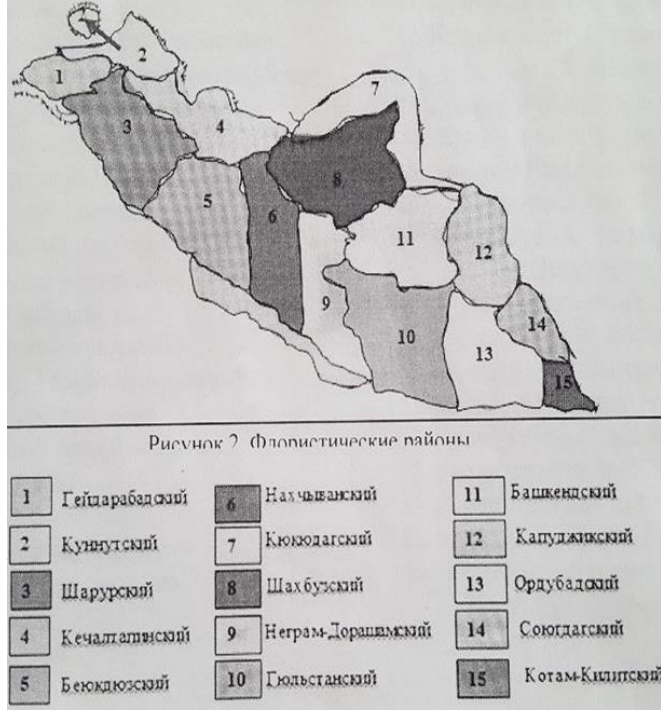 1
2
3
4
5
6
7
8
9
10
11
12
13
14
15
Рисунок 2. Флористические районы
1 Гейдарабадский
2 Куннутский
3 Шарурский
4 Кечалтапинский
5 Беюкдюзский
6 Нахчыванский
7 Кюкюдагский
8 Шахбузский
9 Неграм-Дорашамский
10 Гюльстанский
11 Башкендский
12 Капуджикский
13 Ордубадский
14 Союгдагский
15 Котам-Килитский